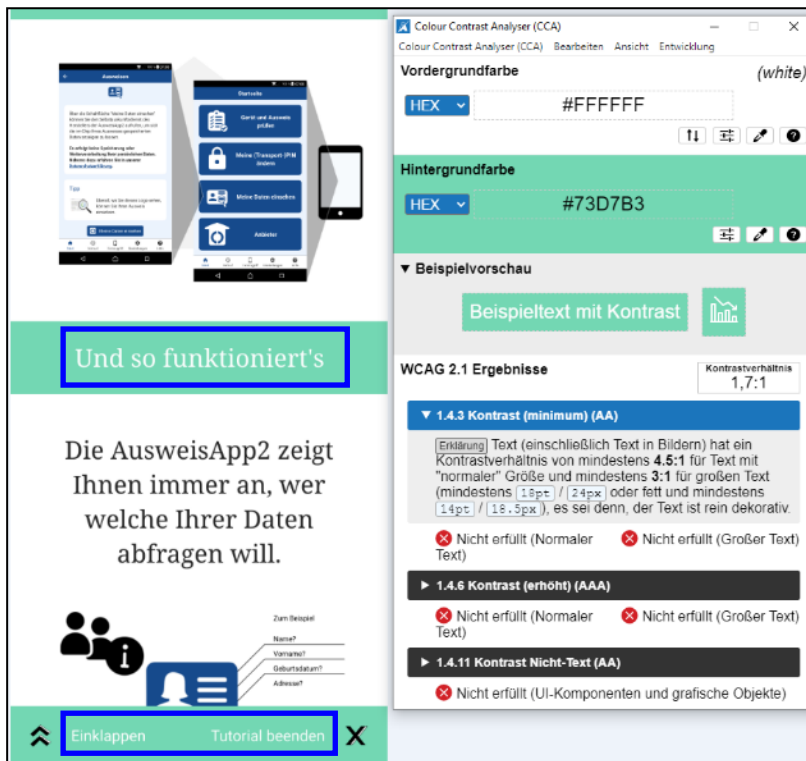 Ausweisen
Tipp
Startseite
Gerät und Ausweis
prüfen
Meine (Transport-)PIN
ändern
Meine Daten einsehen
Anbieter
Und so funktioniert's
Die AusweisApp2 zeigt
Ihnen immer an, wer
welche Ihrer Daten
abfragen will.
Zum Beispiel
Name?
Vorname?
Geburtsdatum?
Adresse?
Einklappen Tutorial beenden X
Colour Contrast Analyser (CCA)
Colour Contrast Analyser (CCA) Bearbeiten Ansicht Entwicklung
Vordergrundfarbe (white)
HEX #FFFFFF
Hintergrundfarbe
HEX #73D7B3
▼ Beispielvorschau
Beispieltext mit Kontrast
WCAG 2.1 Ergebnisse Kontrastverhältnis
1,7:1
▼ 1.4.3 Kontrast (minimum) (AA)
Erklärung Text (einschließlich Text in Bildern) hat ein
Kontrastverhältnis von mindestens 4.5:1 für Text mit
"normaler" Größe und mindestens 3:1 für großen Text
(mindestens 18pt / 24px oder fett und mindestens
14pt / 18.5px), es sei denn, der Text ist rein dekorativ.
Nicht erfüllt (Normaler Text) Nicht erfüllt (Großer Text)
▶ 1.4.6 Kontrast (erhöht) (AAA)
Nicht erfüllt (Normaler Text) Nicht erfüllt (Großer Text)
▶ 1.4.11 Kontrast Nicht-Text (AA)
Nicht erfüllt (UI-Komponenten und grafische Objekte)